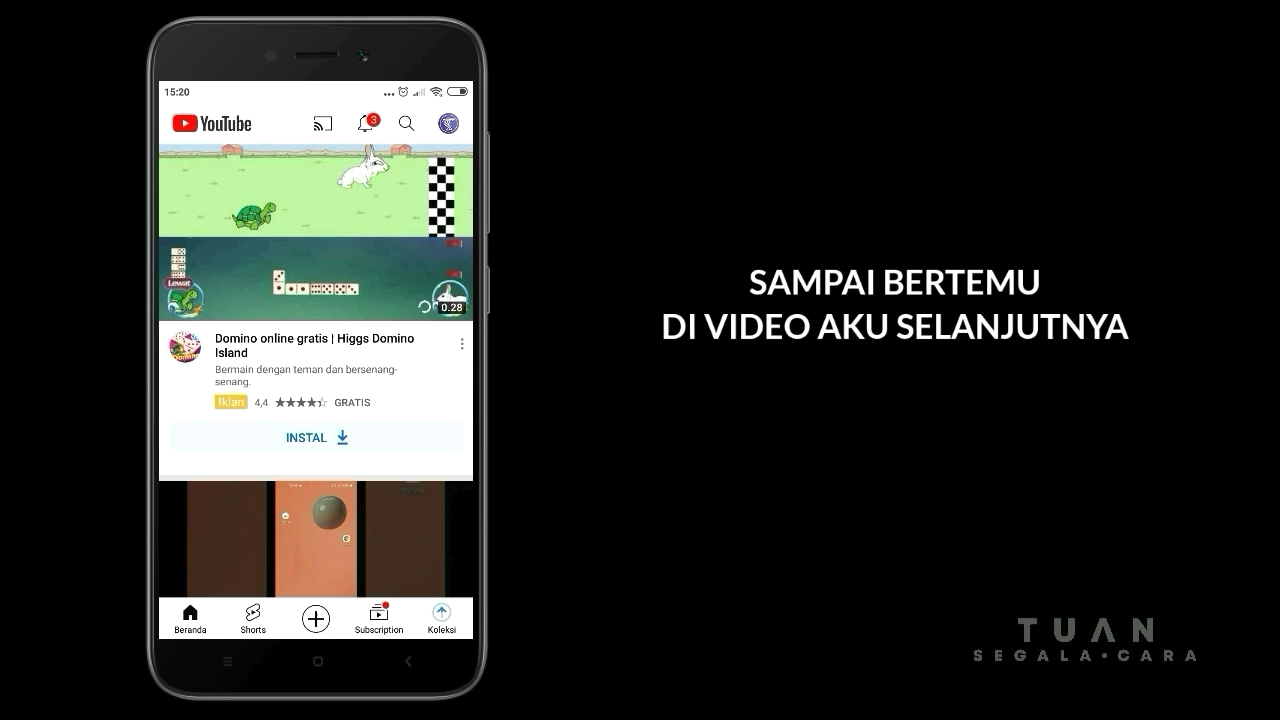 15:20
YouTube
3
Lewat
0.28
Domino online gratis | Higgs Domino
Island
Bermain dengan teman dan bersenang-
senang.
Iklan 4,4 GRATIS
INSTAL
Beranda
Shorts
Subscription
Koleksi
SAMPAI BERTEMU
DI VIDEO AKU SELANJUTNYA
TUAN
SEGALA•CARA